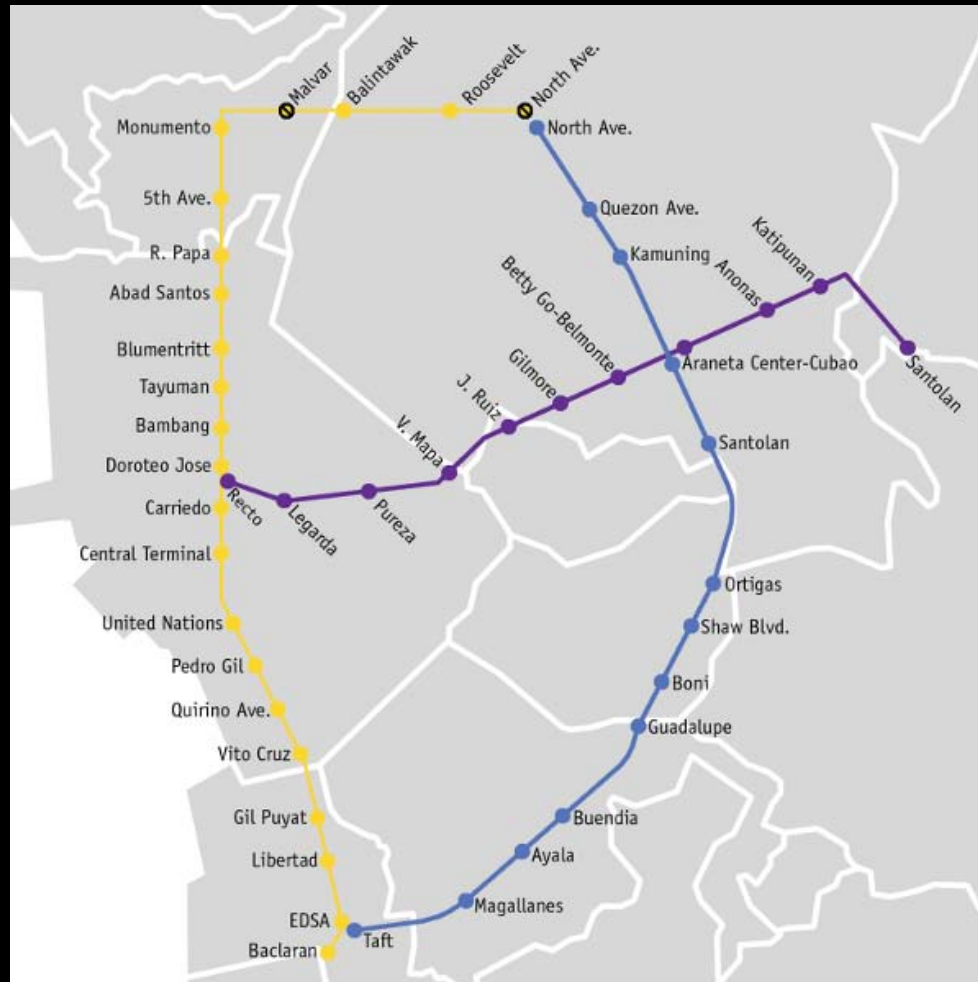 Malvar
Balintawak
Roosevelt
North Ave.
Monumento
North Ave.
5th Ave.
Quezon Ave.
R. Papa
Kamuning
Katipunan
Anonas
Abad Santos
Betty Go-Belmonte
Blumentritt
Gilmore
Araneta Center-Cubao
Santolan
Tayuman
J. Ruiz
Bambang
V. Mapa
Santolan
Doroteo Jose
Recto
Legarda
Pureza
Carriedo
Central Terminal
Ortigas
United Nations
Shaw Blvd.
Pedro Gil
Boni
Quirino Ave.
Guadalupe
Vito Cruz
Gil Puyat
Buendia
Libertad
Ayala
Magallanes
EDSA
Taft
Baclaran